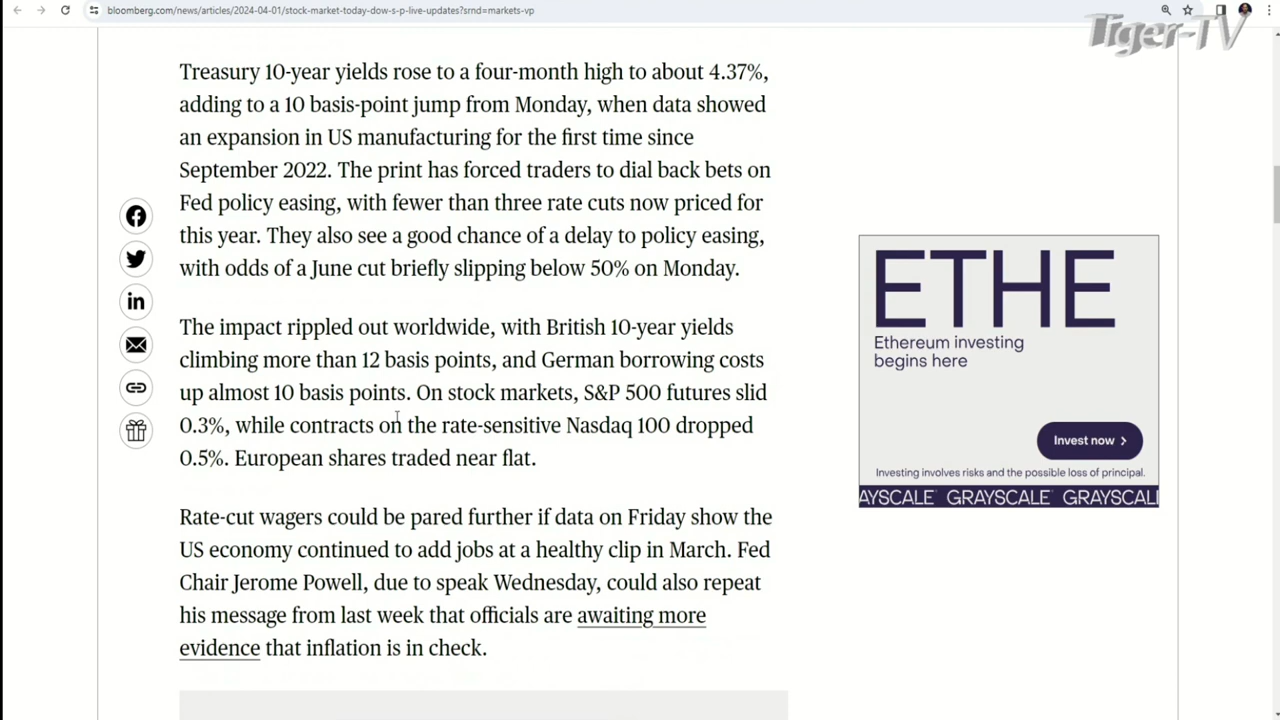 bloomberg.com/news/articles/2024-04-01/stock-market-today-dow-s-p-live-updates?srnd=markets-vp
Tiger-TV
Treasury 10-year yields rose to a four-month high to about 4.37%,
adding to a 10 basis-point jump from Monday, when data showed
an expansion in US manufacturing for the first time since
September 2022. The print has forced traders to dial back bets on
Fed policy easing, with fewer than three rate cuts now priced for
this year. They also see a good chance of a delay to policy easing,
with odds of a June cut briefly slipping below 50% on Monday.
The impact rippled out worldwide, with British 10-year yields
climbing more than 12 basis points, and German borrowing costs
up almost 10 basis points. On stock markets, S&P 500 futures slid
0.3%, while contracts on the rate-sensitive Nasdaq 100 dropped
0.5%. European shares traded near flat.
Rate-cut wagers could be pared further if data on Friday show the
US economy continued to add jobs at a healthy clip in March. Fed
Chair Jerome Powell, due to speak Wednesday, could also repeat
his message from last week that officials are awaiting more
evidence that inflation is in check.
ETHE
Ethereum investing
begins here
Invest now
Investing involves risks and the possible loss of principal.
AYSCALE GRAYSCALE GRAYSCAL